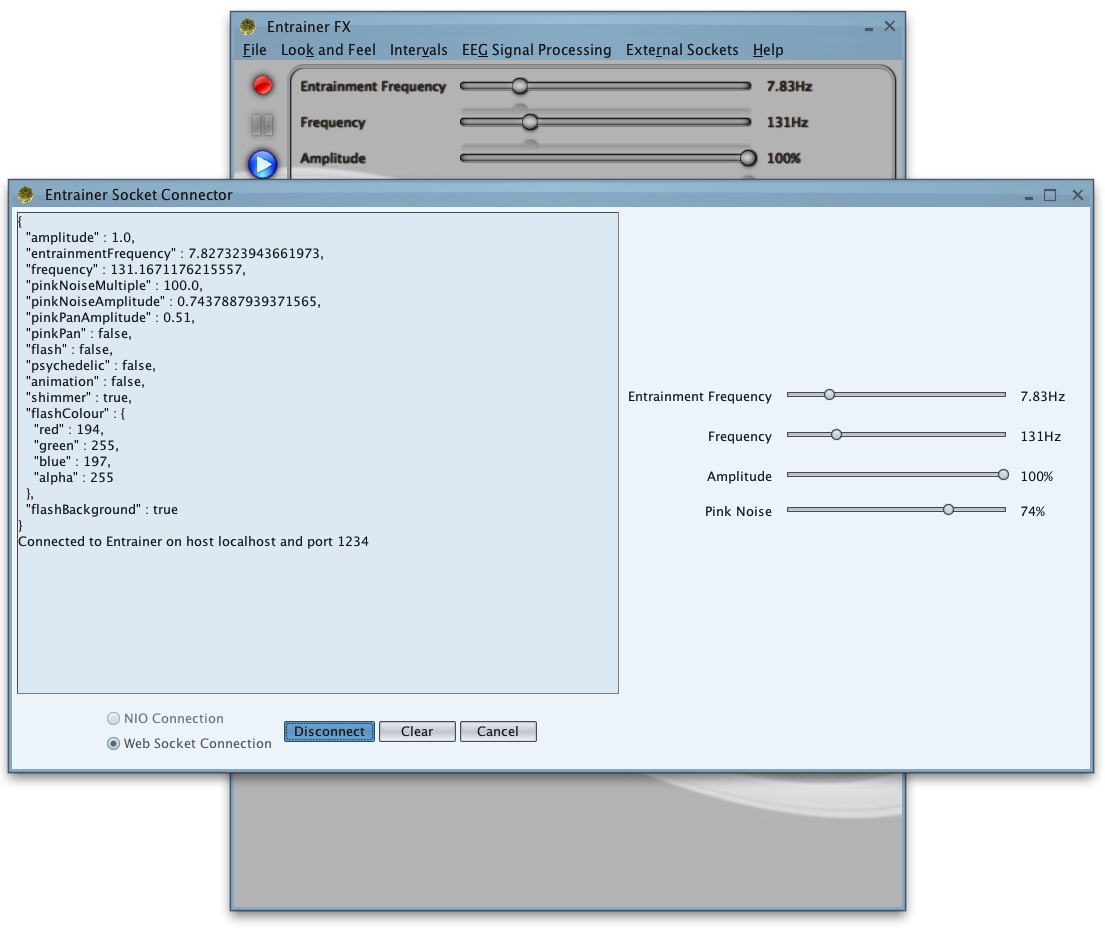 Entrainer FX
File Look and Feel Intervals EEG Signal Processing External Sockets Help
Entrainment Frequency 7.83Hz
Frequency 131Hz
Amplitude 100%
Entrainer Socket Connector
{
"amplitude" : 1.0,
"entrainmentFrequency" : 7.827323943661973,
"frequency" : 131.1671176215557,
"pinkNoiseMultiple" : 100.0,
"pinkNoiseAmplitude" : 0.7437887939371565,
"pinkPanAmplitude" : 0.51,
"pinkPan" : false,
"flash" : false,
"psychedelic" : false,
"animation" : false,
"shimmer" : true,
"flashColour" : {
"red" : 194,
"green" : 255,
"blue" : 197,
"alpha" : 255
},
"flashBackground" : true
}
Connected to Entrainer on host localhost and port 1234
Entrainment Frequency 7.83Hz
Frequency 131Hz
Amplitude 100%
Pink Noise 74%
NIO Connection
Web Socket Connection
Disconnect Clear Cancel